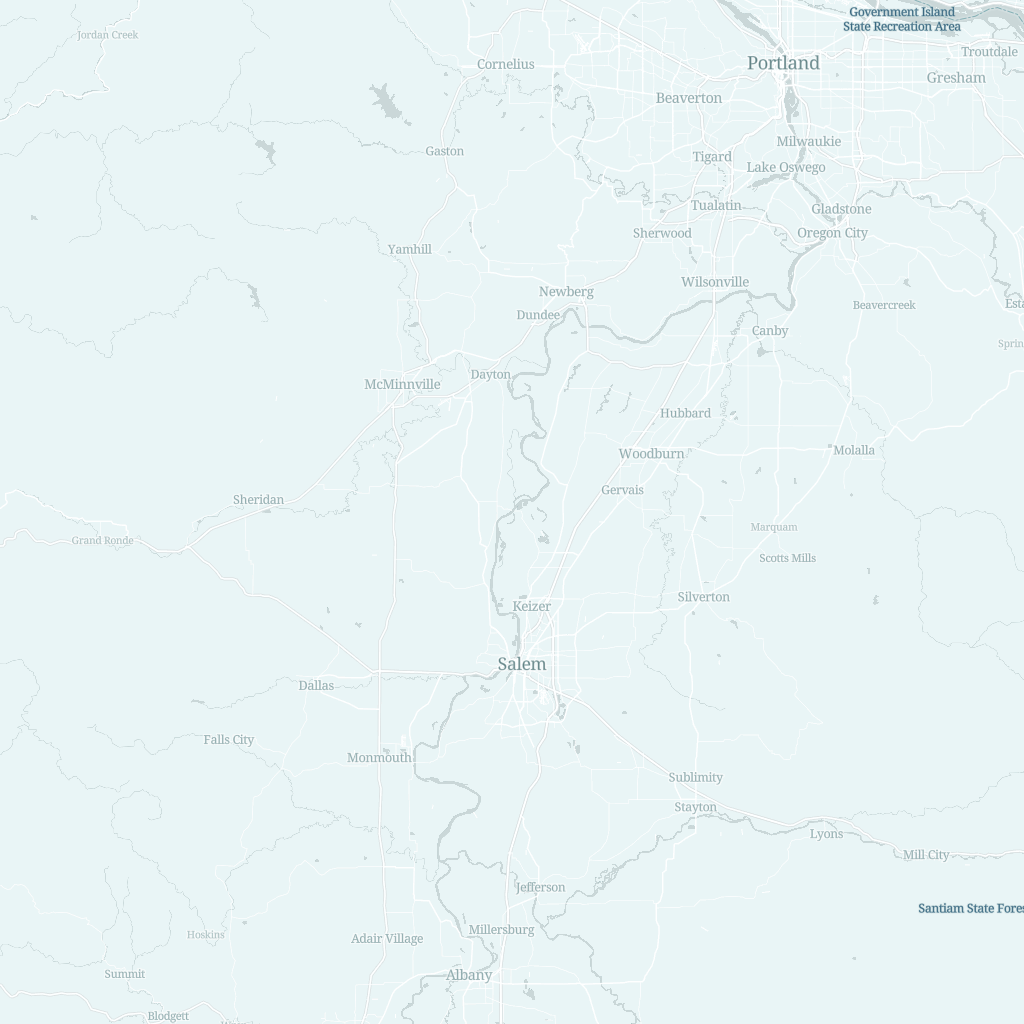 Government Island
State Recreation Area
Jordan Creek
Troutdale
Portland
Cornelius
Gresham
Beaverton
Milwaukie
Gaston
Tigard
Lake Oswego
Tualatin
Gladstone
Sherwood
Oregon City
Yamhill
Wilsonville
Newberg
Beavercreek
Dundee
Canby
Dayton
McMinnville
Hubbard
Woodburn
Molalla
Gervais
Sheridan
Marquam
Grand Ronde
Scotts Mills
Silverton
Keizer
Salem
Dallas
Falls City
Monmouth
Sublimity
Stayton
Lyons
Mill City
Jefferson
Santiam State Fores
Millersburg
Hoskins
Adair Village
Summit
Albany
Blodgett